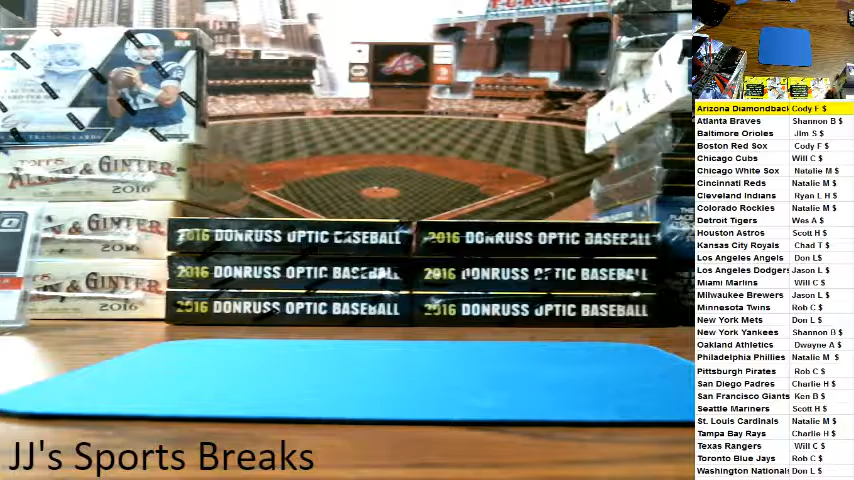 TURNER
TOPPS
ALLEN & GINTER
2016
& GINTER
2016
& GINTER
2016
2016 DONRUSS OPTIC BASEBALL
2016 DONRUSS OPTIC BASEBALL
2016 DONRUSS OPTIC BASEBALL
2016 DONRUSS OPTIC BASEBALL
2016 DONRUSS OPTIC BASEBALL
2016 DONRUSS OPTIC BASEBALL
THE
PLACE
JJ's Sports Breaks
Arizona Diamondback Cody F $
Atlanta Braves Shannon B $
Baltimore Orioles Jim S $
Boston Red Sox Cody F $
Chicago Cubs Will C $
Chicago White Sox Natalie M $
Cincinnati Reds Natalie M $
Cleveland Indians Ryan L H $
Colorado Rockies Natalie M $
Detroit Tigers Wes A $
Houston Astros Scott H $
Kansas City Royals Chad T $
Los Angeles Angels Don L$
Los Angeles Dodgers Jason L $
Miami Marlins Will C $
Milwaukee Brewers Jason L $
Minnesota Twins Rob C $
New York Mets Don L $
New York Yankees Shannon B $
Oakland Athletics Dwayne A $
Philadelphia Phillies Natalie M $
Pittsburgh Pirates Rob C $
San Diego Padres Charlie H $
San Francisco Giants Ken B $
Seattle Mariners Scott H $
St. Louis Cardinals Natalie M $
Tampa Bay Rays Charlie H $
Texas Rangers Will C $
Toronto Blue Jays Rob C $
Washington Nationals Don L $